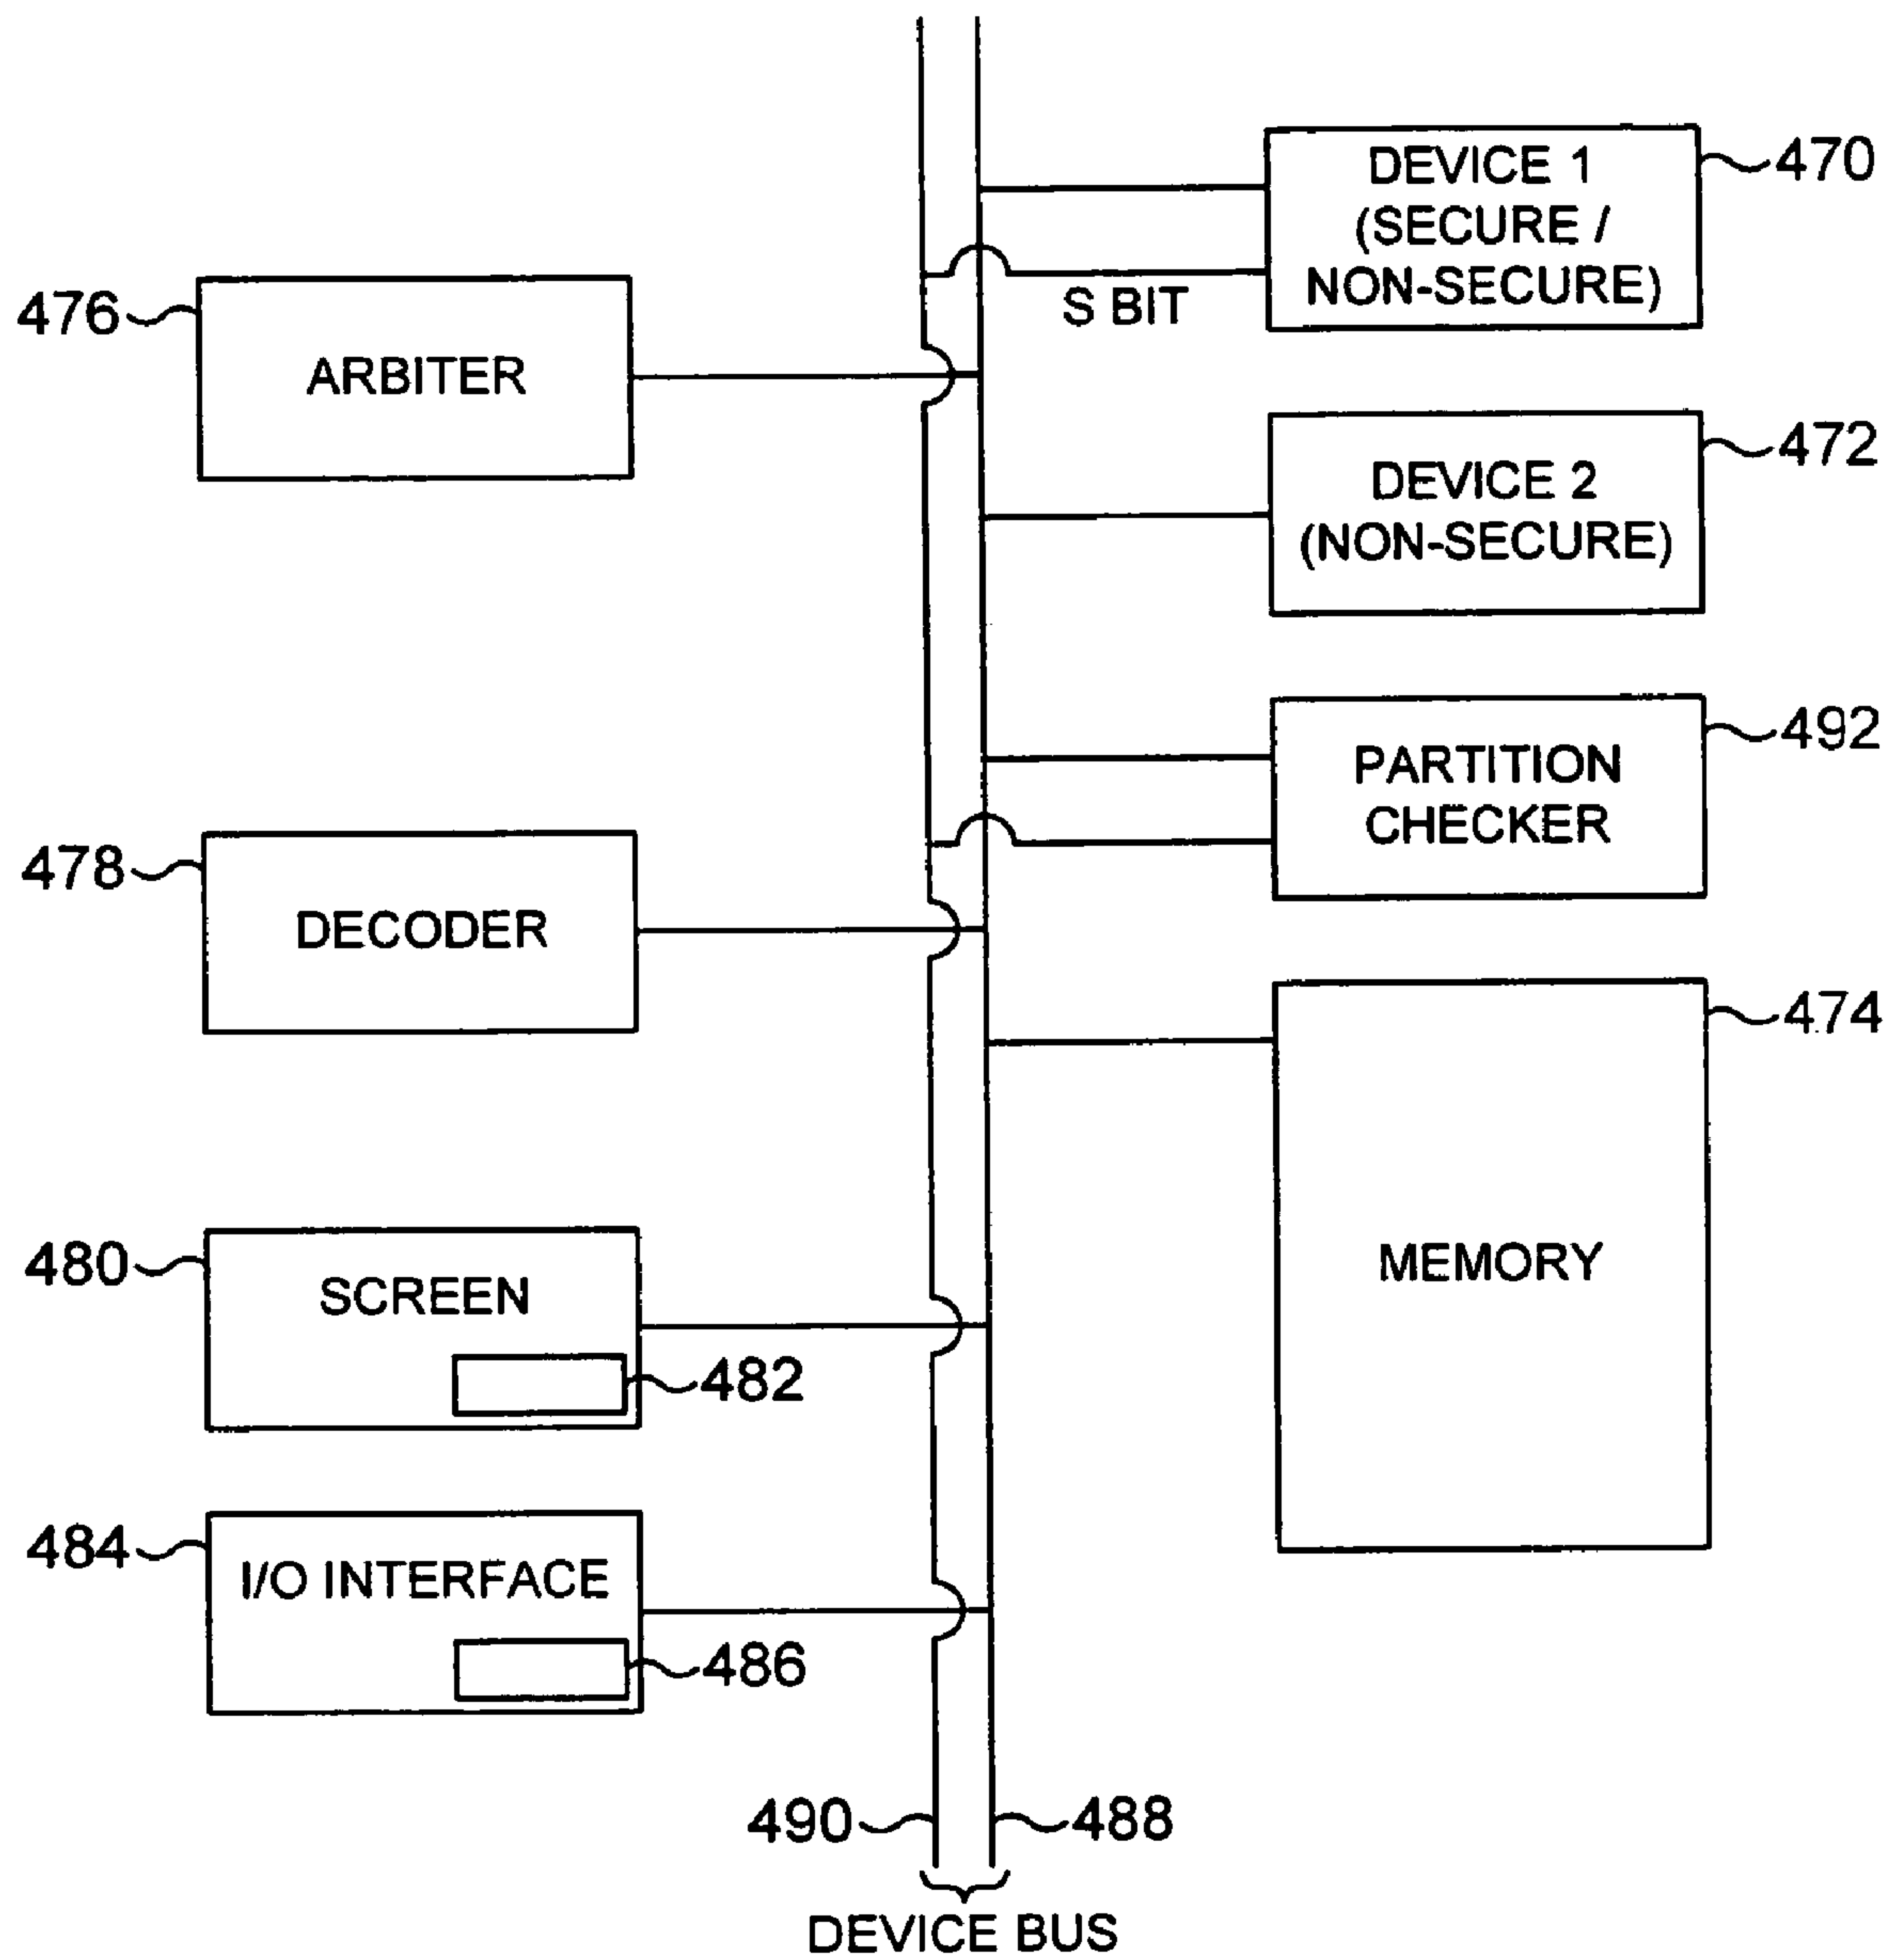 DEVICE 1
(SECURE /
NON-SECURE)
470
S BIT
476
ARBITER
DEVICE 2
(NON-SECURE)
472
PARTITION
CHECKER
492
478
DECODER
MEMORY
474
480
SCREEN
482
484
I/O INTERFACE
486
490
488
DEVICE BUS